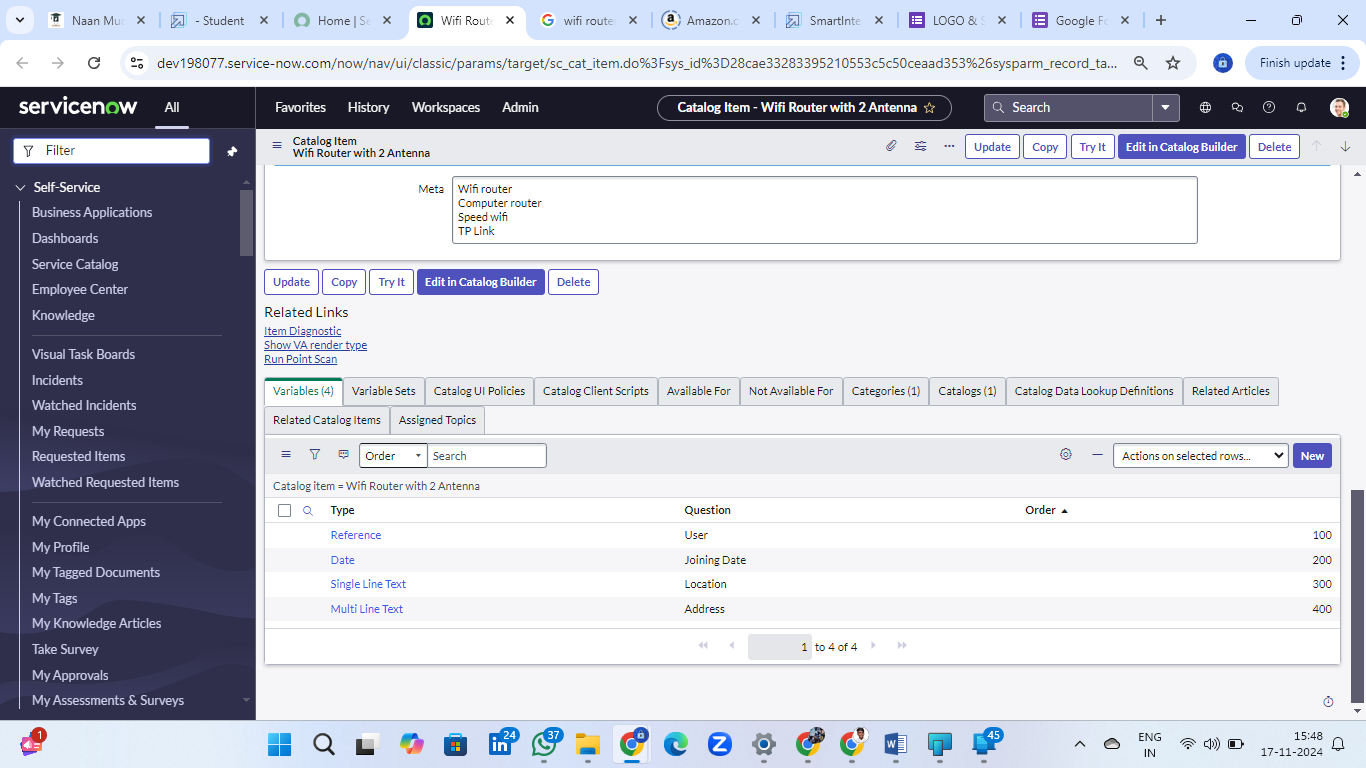 Naan Mu
- Student
Home | Se
Wifi Rout
wifi route
Amazon.c
SmartInte
LOGO & S
Google Fo
dev198077.service-now.com/now/nav/ui/classic/params/target/sc_cat_item.do%3Fsys_id%3D28cae33283395210553c5c50ceaad353%26sysparm_record_ta...
Finish update
servicenow
All
Favorites
History
Workspaces
Admin
Catalog Item - Wifi Router with 2 Antenna
Search
Filter
Catalog Item
Wifi Router with 2 Antenna
Update
Copy
Try It
Edit in Catalog Builder
Delete
Self-Service
Business Applications
Dashboards
Service Catalog
Employee Center
Knowledge
Visual Task Boards
Incidents
Watched Incidents
My Requests
Requested Items
Watched Requested Items
My Connected Apps
My Profile
My Tagged Documents
My Tags
My Knowledge Articles
Take Survey
My Approvals
My Assessments & Surveys
Meta
Wifi router
Computer router
Speed wifi
TP Link
Update
Copy
Try It
Edit in Catalog Builder
Delete
Related Links
Item Diagnostic
Show VA render type
Run Point Scan
Variables (4)
Variable Sets
Catalog UI Policies
Catalog Client Scripts
Available For
Not Available For
Categories (1)
Catalogs (1)
Catalog Data Lookup Definitions
Related Articles
Related Catalog Items
Assigned Topics
Order
Search
Actions on selected rows...
New
Catalog item = Wifi Router with 2 Antenna
Type Question Order
Reference User 100
Date Joining Date 200
Single Line Text Location 300
Multi Line Text Address 400
1 to 4 of 4
1
24
37
45
ENG
IN
15:48
17-11-2024